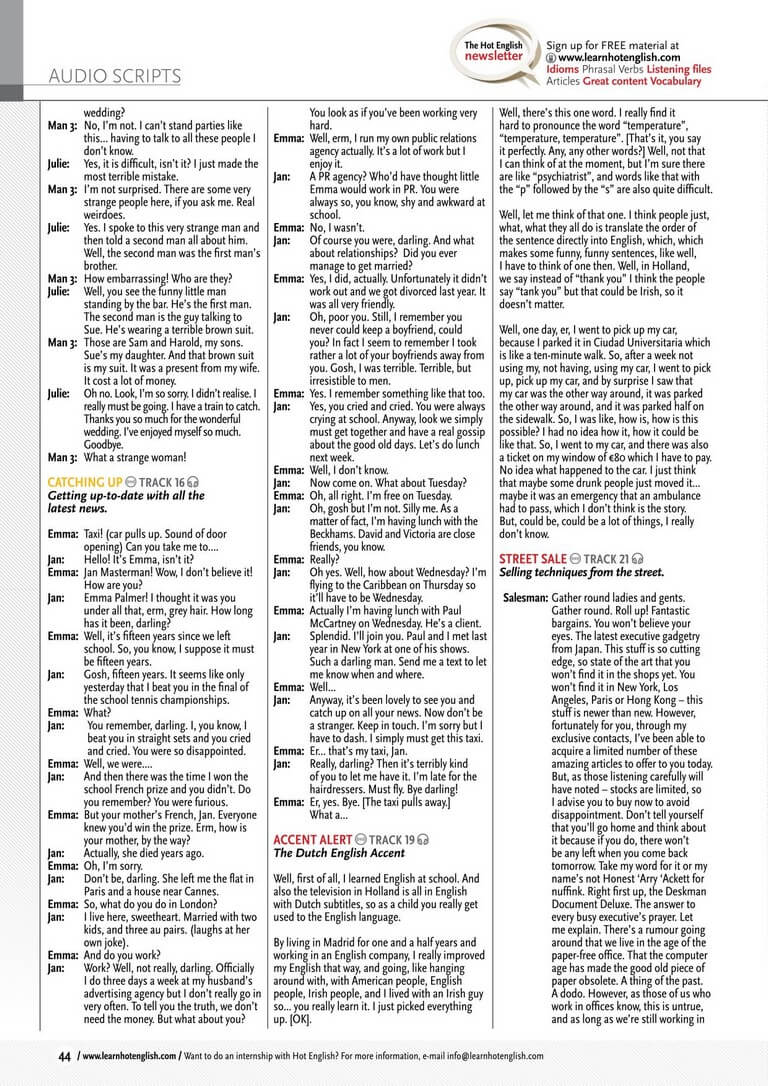 The Hot English
newsletter
Sign up for FREE material at
www.learnhotenglish.com
Idioms Phrasal Verbs Listening files
Articles Great content Vocabulary
AUDIO SCRIPTS
wedding?
Man 3: No, I'm not. I can't stand parties like
this... having to talk to all these people I
don't know.
Julie: Yes, it is difficult, isn't it? I just made the
most terrible mistake.
Man 3: I'm not surprised. There are some very
strange people here, if you ask me. Real
weirdoes.
Julie: Yes. I spoke to this very strange man and
then told a second man all about him.
Well, the second man was the first man's
brother.
Man 3: How embarrassing! Who are they?
Julie: Well, you see the funny little man
standing by the bar. He's the first man.
The second man is the guy talking to
Sue. He's wearing a terrible brown suit.
Man 3: Those are Sam and Harold, my sons.
Sue's my daughter. And that brown suit
is my suit. It was a present from my wife.
It cost a lot of money.
Julie: Oh no. Look, I'm so sorry. I didn't realise. I
really must be going. I have a train to catch.
Thanks you so much for the wonderful
wedding. I've enjoyed myself so much.
Goodbye.
Man 3: What a strange woman!
CATCHING UP TRACK 16
Getting up-to-date with all the
latest news.
Emma: Taxi! (car pulls up. Sound of door
opening) Can you take me to....
Jan: Hello! It's Emma, isn't it?
Emma: Jan Masterman! Wow, I don't believe it!
How are you?
Jan: Emma Palmer! I thought it was you
under all that, erm, grey hair. How long
has it been, darling?
Emma: Well, it's fifteen years since we left
school. So, you know, I suppose it must
be fifteen years.
Jan: Gosh, fifteen years. It seems like only
yesterday that I beat you in the final of
the school tennis championships.
Emma: What?
Jan: You remember, darling. I, you know, I
beat you in straight sets and you cried
and cried. You were so disappointed.
Emma: Well, we were....
Jan: And then there was the time I won the
school French prize and you didn't. Do
you remember? You were furious.
Emma: But your mother's French, Jan. Everyone
knew you'd win the prize. Erm, how is
your mother, by the way?
Jan: Actually, she died years ago.
Emma: Oh, I'm sorry.
Jan: Don't be, darling. She left me the flat in
Paris and a house near Cannes.
Emma: So, what do you do in London?
Jan: I live here, sweetheart. Married with two
kids, and three au pairs. (laughs at her
own joke).
Emma: And do you work?
Jan: Work? Well, not really, darling. Officially
I do three days a week at my husband's
advertising agency but I don't really go in
very often. To tell you the truth, we don't
need the money. But what about you?
You look as if you've been working very
hard.
Emma: Well, erm, I run my own public relations
agency actually. It's a lot of work but I
enjoy it.
Jan: A PR agency? Who'd have thought little
Emma would work in PR. You were
always so, you know, shy and awkward at
school.
Emma: No, I wasn't.
Jan: Of course you were, darling. And what
about relationships? Did you ever
manage to get married?
Emma: Yes, I did, actually. Unfortunately it didn't
work out and we got divorced last year. It
was all very friendly.
Jan: Oh, poor you. Still, I remember you
never could keep a boyfriend, could
you? In fact I seem to remember I took
rather a lot of your boyfriends away from
you. Gosh, I was terrible. Terrible, but
irresistible to men.
Emma: Yes. I remember something like that too.
Jan: Yes, you cried and cried. You were always
crying at school. Anyway, look we simply
must get together and have a real gossip
about the good old days. Let's do lunch
next week.
Emma: Well, I don't know.
Jan: Now come on. What about Tuesday?
Emma: Oh, all right. I'm free on Tuesday.
Jan: Oh, gosh but I'm not. Silly me. As a
matter of fact, I'm having lunch with the
Beckhams. David and Victoria are close
friends, you know.
Emma: Really?
Jan: Oh yes. Well, how about Wednesday? I'm
flying to the Caribbean on Thursday so
it'll have to be Wednesday.
Emma: Actually I'm having lunch with Paul
McCartney on Wednesday. He's a client.
Jan: Splendid. I'll join you. Paul and I met last
year in New York at one of his shows.
Such a darling man. Send me a text to let
me know when and where.
Emma: Well...
Jan: Anyway, it's been lovely to see you and
catch up on all your news. Now don't be
a stranger. Keep in touch. I'm sorry but I
have to dash. I simply must get this taxi.
Emma: Er... that's my taxi, Jan.
Jan: Really, darling? Then it's terribly kind
of you to let me have it. I'm late for the
hairdressers. Must fly. Bye darling!
Emma: Er, yes. Bye. [The taxi pulls away.]
What a...
ACCENT ALERT TRACK 19
The Dutch English Accent
Well, first of all, I learned English at school. And
also the television in Holland is all in English
with Dutch subtitles, so as a child you really get
used to the English language.
By living in Madrid for one and a half years and
working in an English company, I really improved
my English that way, and going, like hanging
around with, with American people, English
people, Irish people, and I lived with an Irish guy
so... you really learn it. I just picked everything
up. [OK].
Well, there's this one word. I really find it
hard to pronounce the word "temperature",
"temperature, temperature". [That's it, you say
it perfectly. Any, any other words?] Well, not that
I can think of at the moment, but I'm sure there
are like "psychiatrist", and words like that with
the "p" followed by the "s" are also quite difficult.
Well, let me think of that one. I think people just,
what, what they all do is translate the order of
the sentence directly into English, which, which
makes some funny, funny sentences, like well,
I have to think of one then. Well, in Holland,
we say instead of "thank you" I think the people
say "tank you" but that could be Irish, so it
doesn't matter.
Well, one day, er, I went to pick up my car,
because I parked it in Ciudad Universitaria which
is like a ten-minute walk. So, after a week not
using my, not having, using my car, I went to pick
up, pick up my car, and by surprise I saw that
my car was the other way around, it was parked
the other way around, and it was parked half on
the sidewalk. So, I was like, how is, how is this
possible? I had no idea how it, how it could be
like that. So, I went to my car, and there was also
a ticket on my window of €80 which I have to pay.
No idea what happened to the car. I just think
that maybe some drunk people just moved it...
maybe it was an emergency that an ambulance
had to pass, which I don't think is the story.
But, could be, could be a lot of things, I really
don't know.
STREET SALE TRACK 21
Selling techniques from the street.
Salesman: Gather round ladies and gents.
Gather round. Roll up! Fantastic
bargains. You won't believe your
eyes. The latest executive gadgetry
from Japan. This stuff is so cutting
edge, so state of the art that you
won't find it in the shops yet. You
won't find it in New York, Los
Angeles, Paris or Hong Kong – this
stuff is newer than new. However,
fortunately for you, through my
exclusive contacts, I've been able to
acquire a limited number of these
amazing articles to offer to you today.
But, as those listening carefully will
have noted – stocks are limited, so
I advise you to buy now to avoid
disappointment. Don't tell yourself
that you'll go home and think about
it because if you do, there won't
be any left when you come back
tomorrow. Take my word for it or my
name's not Honest 'Arry 'Ackett for
nuffink. Right first up, the Deskman
Document Deluxe. The answer to
every busy executive's prayer. Let
me explain. There's a rumour going
around that we live in the age of the
paper-free office. That the computer
age has made the good old piece of
paper obsolete. A thing of the past.
A dodo. However, as those of us who
work in offices know, this is untrue,
and as long as we're still working in
44 / www.learnhotenglish.com / Want to do an internship with Hot English? For more information, e-mail info@learnhotenglish.com